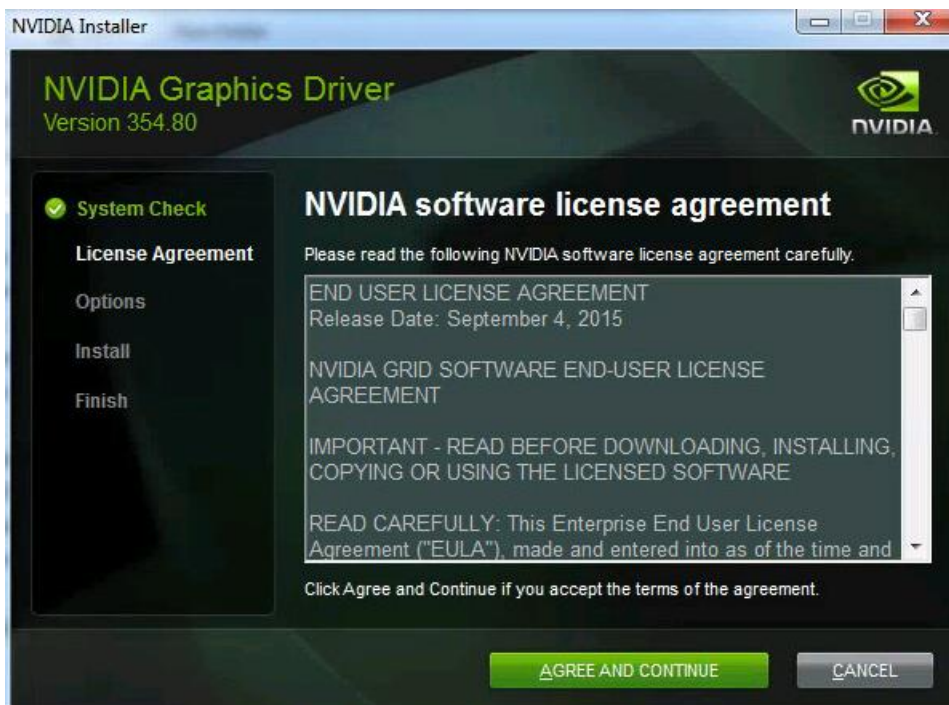 NVIDIA Installer
NVIDIA Graphics Driver
Version 354.80
NVIDIA
System Check
License Agreement
Options
Install
Finish
NVIDIA software license agreement
Please read the following NVIDIA software license agreement carefully.
END USER LICENSE AGREEMENT
Release Date: September 4, 2015
NVIDIA GRID SOFTWARE END-USER LICENSE
AGREEMENT
IMPORTANT - READ BEFORE DOWNLOADING, INSTALLING,
COPYING OR USING THE LICENSED SOFTWARE
READ CAREFULLY: This Enterprise End User License
Agreement ("EULA"), made and entered into as of the time and
Click Agree and Continue if you accept the terms of the agreement.
AGREE AND CONTINUE
CANCEL